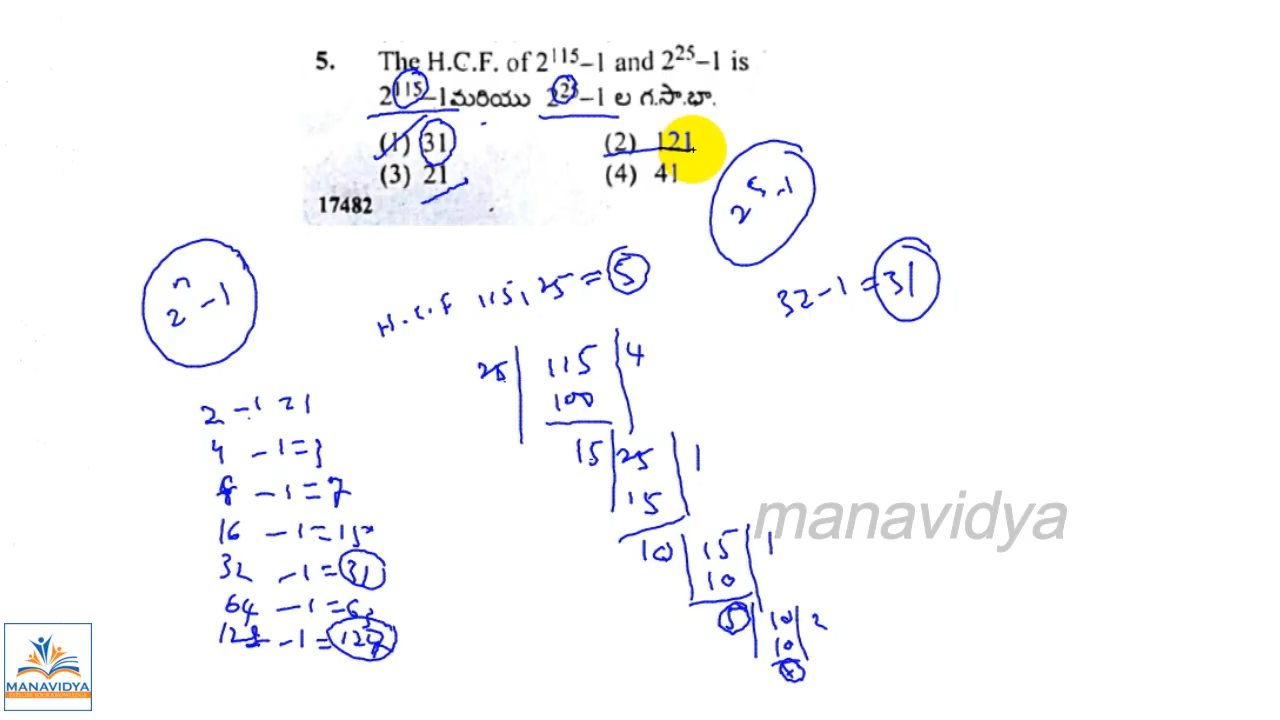 5. The H.C.F. of 2^115–1 and 2^25–1 is
2^115–1 మరియు 2^25–1 ల గ.సా.భా.
(1) 31 (2) 121
(3) 21 (4) 41
17482
2^5 -1
2^n -1
H.C.F 115, 25 = 5
32 -1 = 31
25 | 115 | 4
100
15 | 25 | 1
15
10 | 15 | 1
10
5 | 10 | 2
10
2 -1 = 1
4 -1 = 3
8 -1 = 7
16 -1 = 15
32 -1 = 31
64 -1 = 63
128 -1 = 127
manavidya
MANAVIDYA